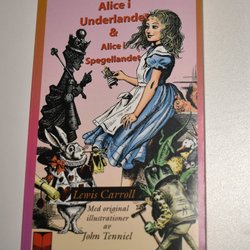 Alice i
Underlandet
&
Alice i
Spegellandet
Lewis Carroll
Med original
illustrationer
av
John Tenniel